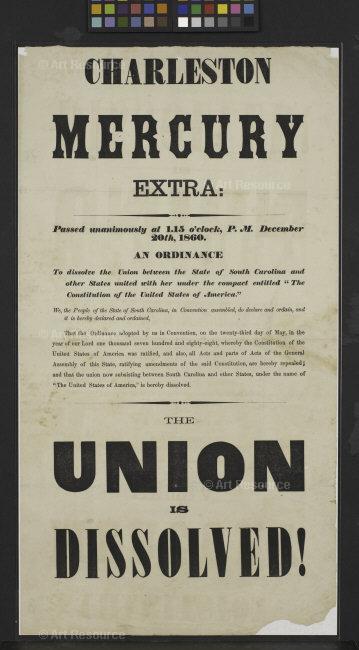 CHARLESTON
MERCURY
EXTRA:
Passed unanimously at 1.15 o'clock, P. M. December
20th, 1860.
AN ORDINANCE
To dissolve the Union between the State of South Carolina and
other States united with her under the compact entitled "The
Constitution of the United States of America."
We, the People of the State of South Carolina, in Convention assembled, do declare and ordain, and
it is hereby declared and ordained,
That the Ordinance adopted by us in Convention, on the twenty-third day of May, in the
year of our Lord one thousand seven hundred and eighty-eight, whereby the Constitution of the
United States of America was ratified, and also, all Acts and parts of Acts of the General
Assembly of this State, ratifying amendments of the said Constitution, are hereby repealed;
and that the union now subsisting between South Carolina and other States, under the name of
"The United States of America," is hereby dissolved.
THE
UNION
IS
DISSOLVED!
© Art Resource
© Art Resource
© Art Resource
© Art Resource